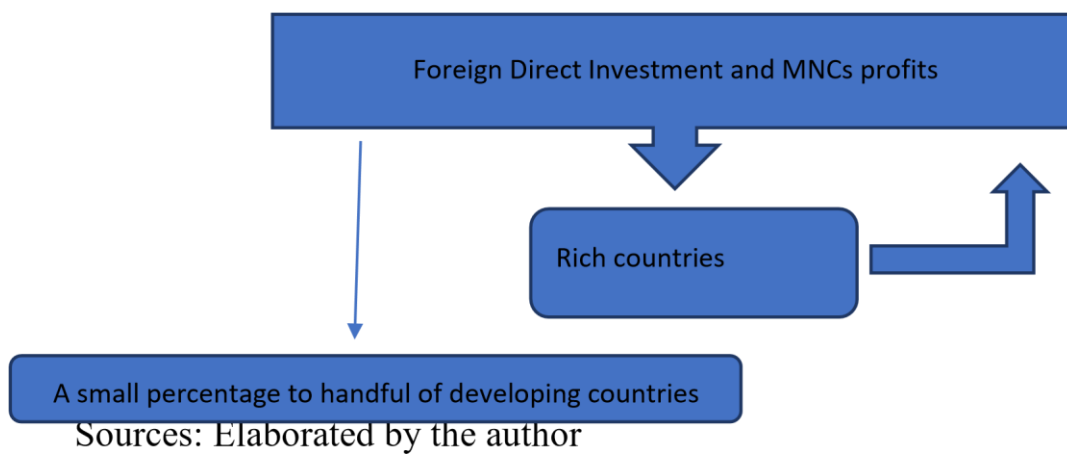 Foreign Direct Investment and MNCs profits
Rich countries
A small percentage to handful of developing countries
Sources: Elaborated by the author